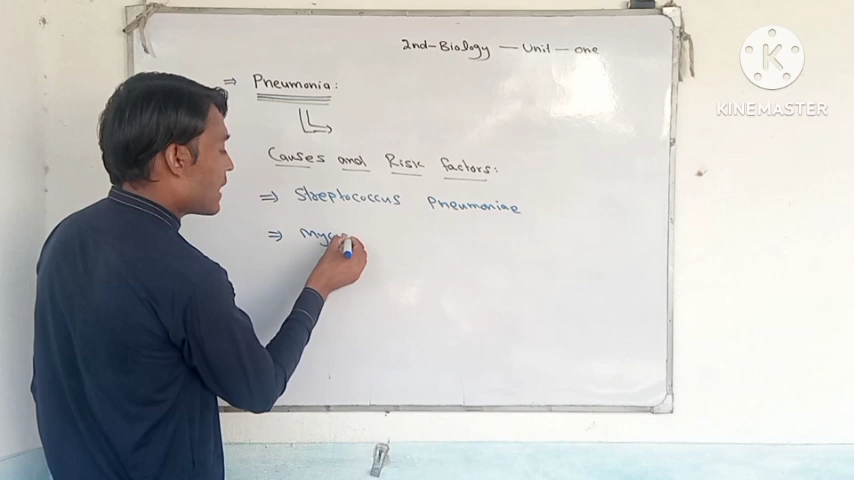 2nd-Biology — Unit — one
⇒ Pneumonia:
Causes and Risk factors:
⇒ Streptococcus Pneumoniae
⇒ Myc
K
KINEMASTER